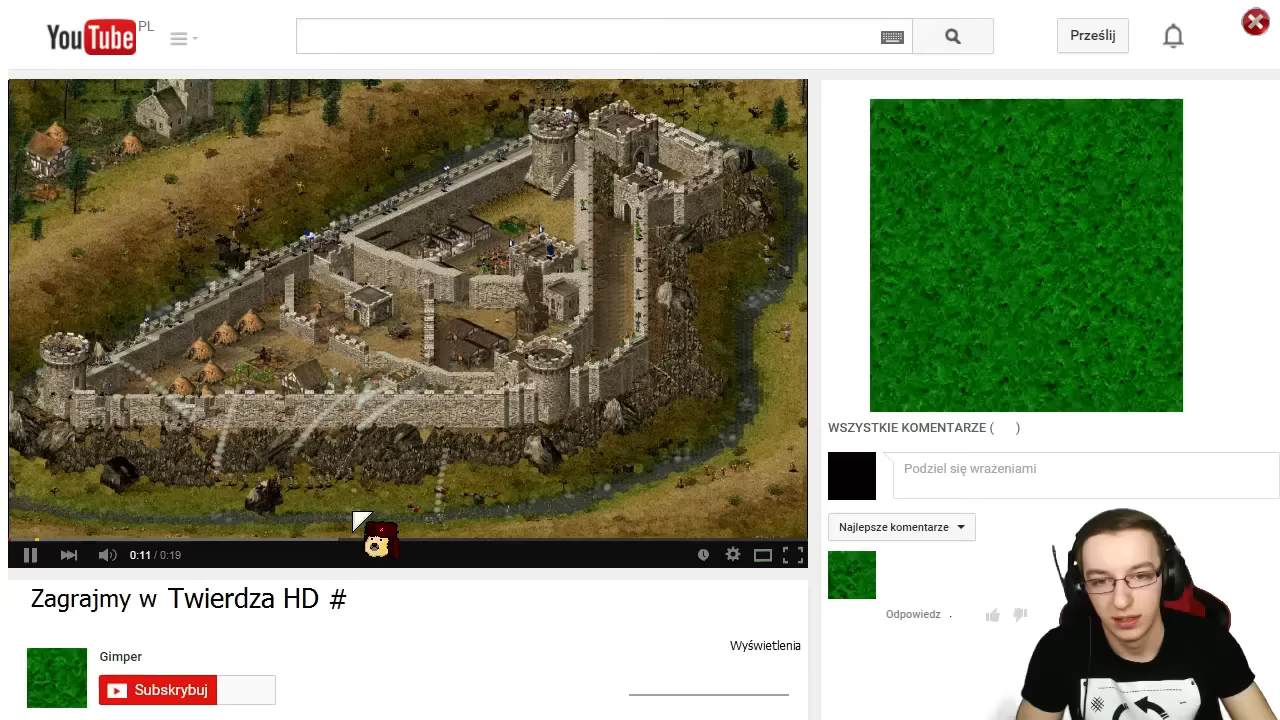 YouTube PL
Prześlij
0:11 / 0:19
Zagrajmy w Twierdza HD #
Wyświetlenia
Gimper
Subskrybuj
WSZYSTKIE KOMENTARZE ( )
Podziel się wrażeniami
Najlepsze komentarze
Odpowiedz .